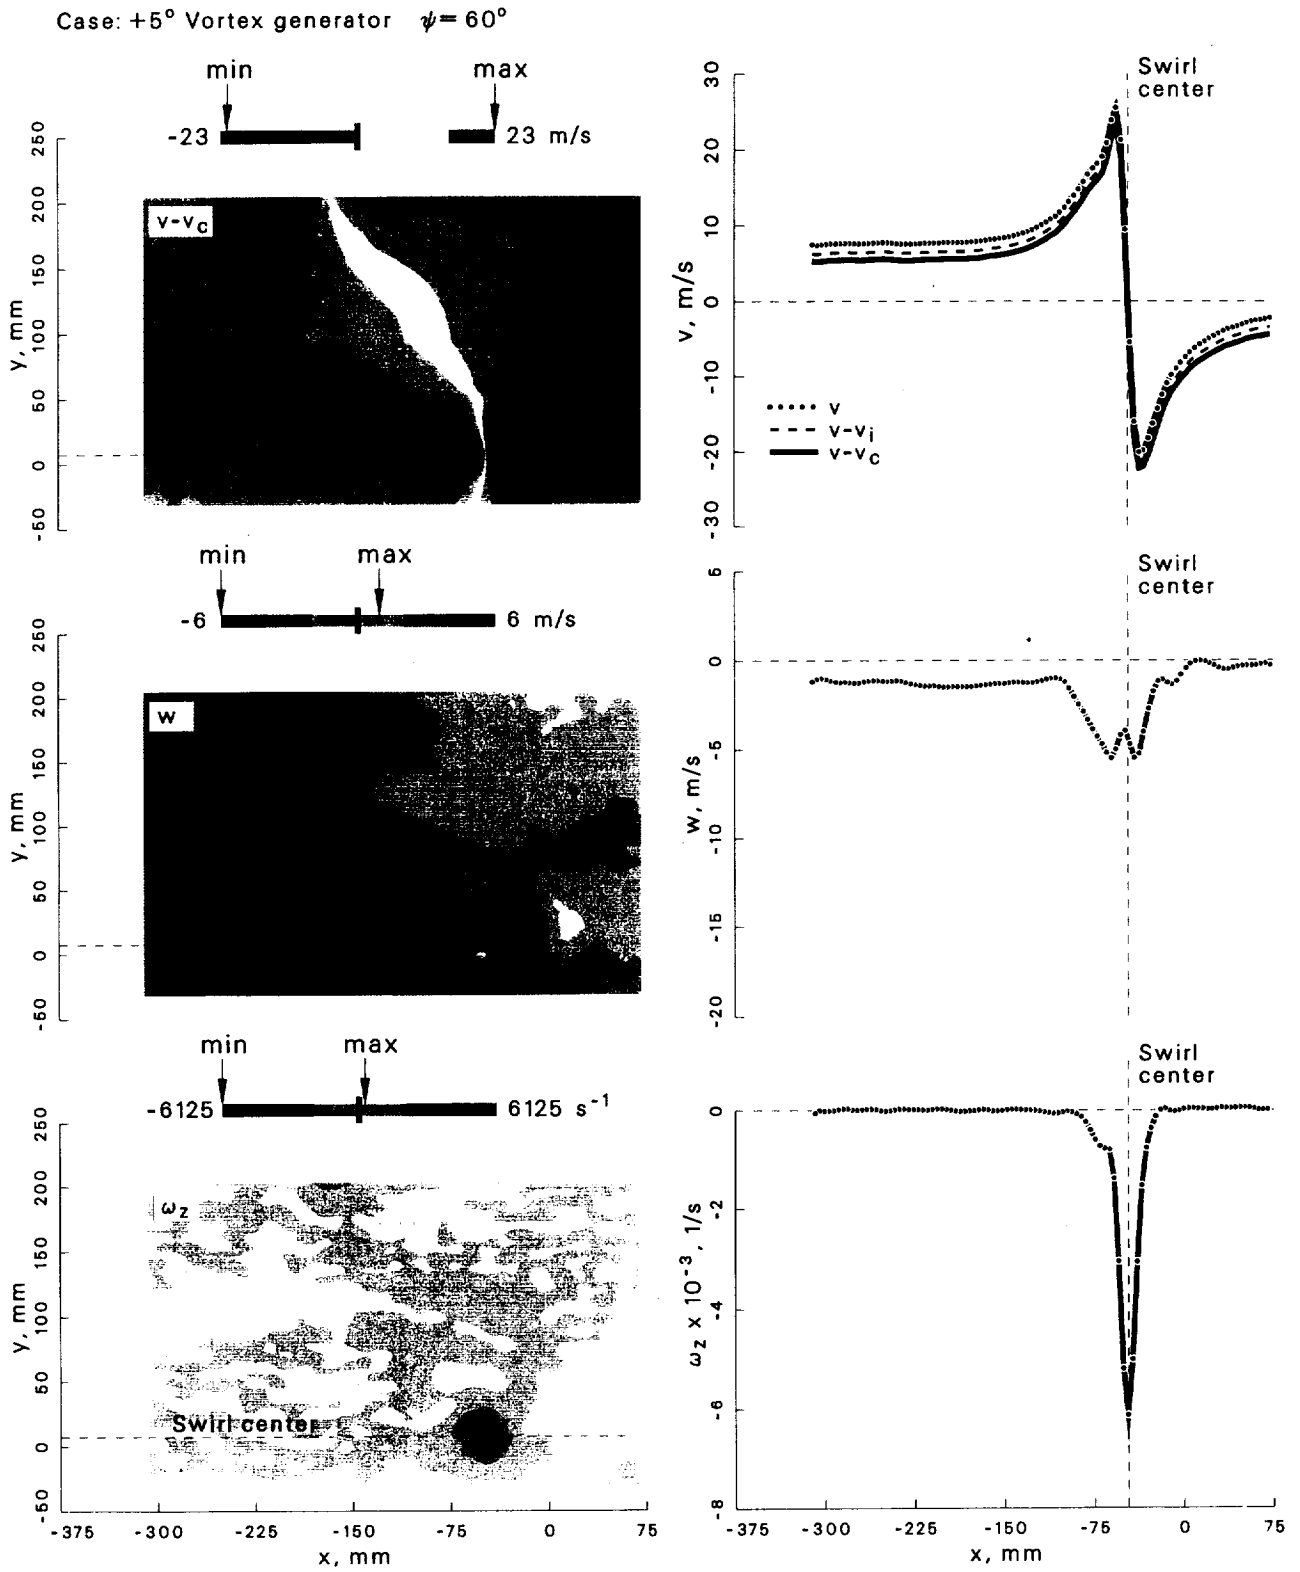 Case: +5° Vortex generator ψ= 60°
min max
-23 23 m/s
250
200
150
100
50
0
-50
y, mm
v-vc
min max
-6 6 m/s
250
200
150
100
50
0
-50
y, mm
w
min max
-6125 6125 s⁻¹
250
200
150
100
50
0
-50
y, mm
ωz
Swirl center
-375 -300 -225 -150 -75 0 75
x, mm
Swirl
center
30
20
10
0
-10
-20
-30
v, m/s
v
v-vi
v-vc
Swirl
center
5
0
-5
-10
-15
-20
w, m/s
Swirl
center
0
-2
-4
-6
-8
ωz x 10⁻³, 1/s
-375 -300 -225 -150 -75 0 75
x, mm